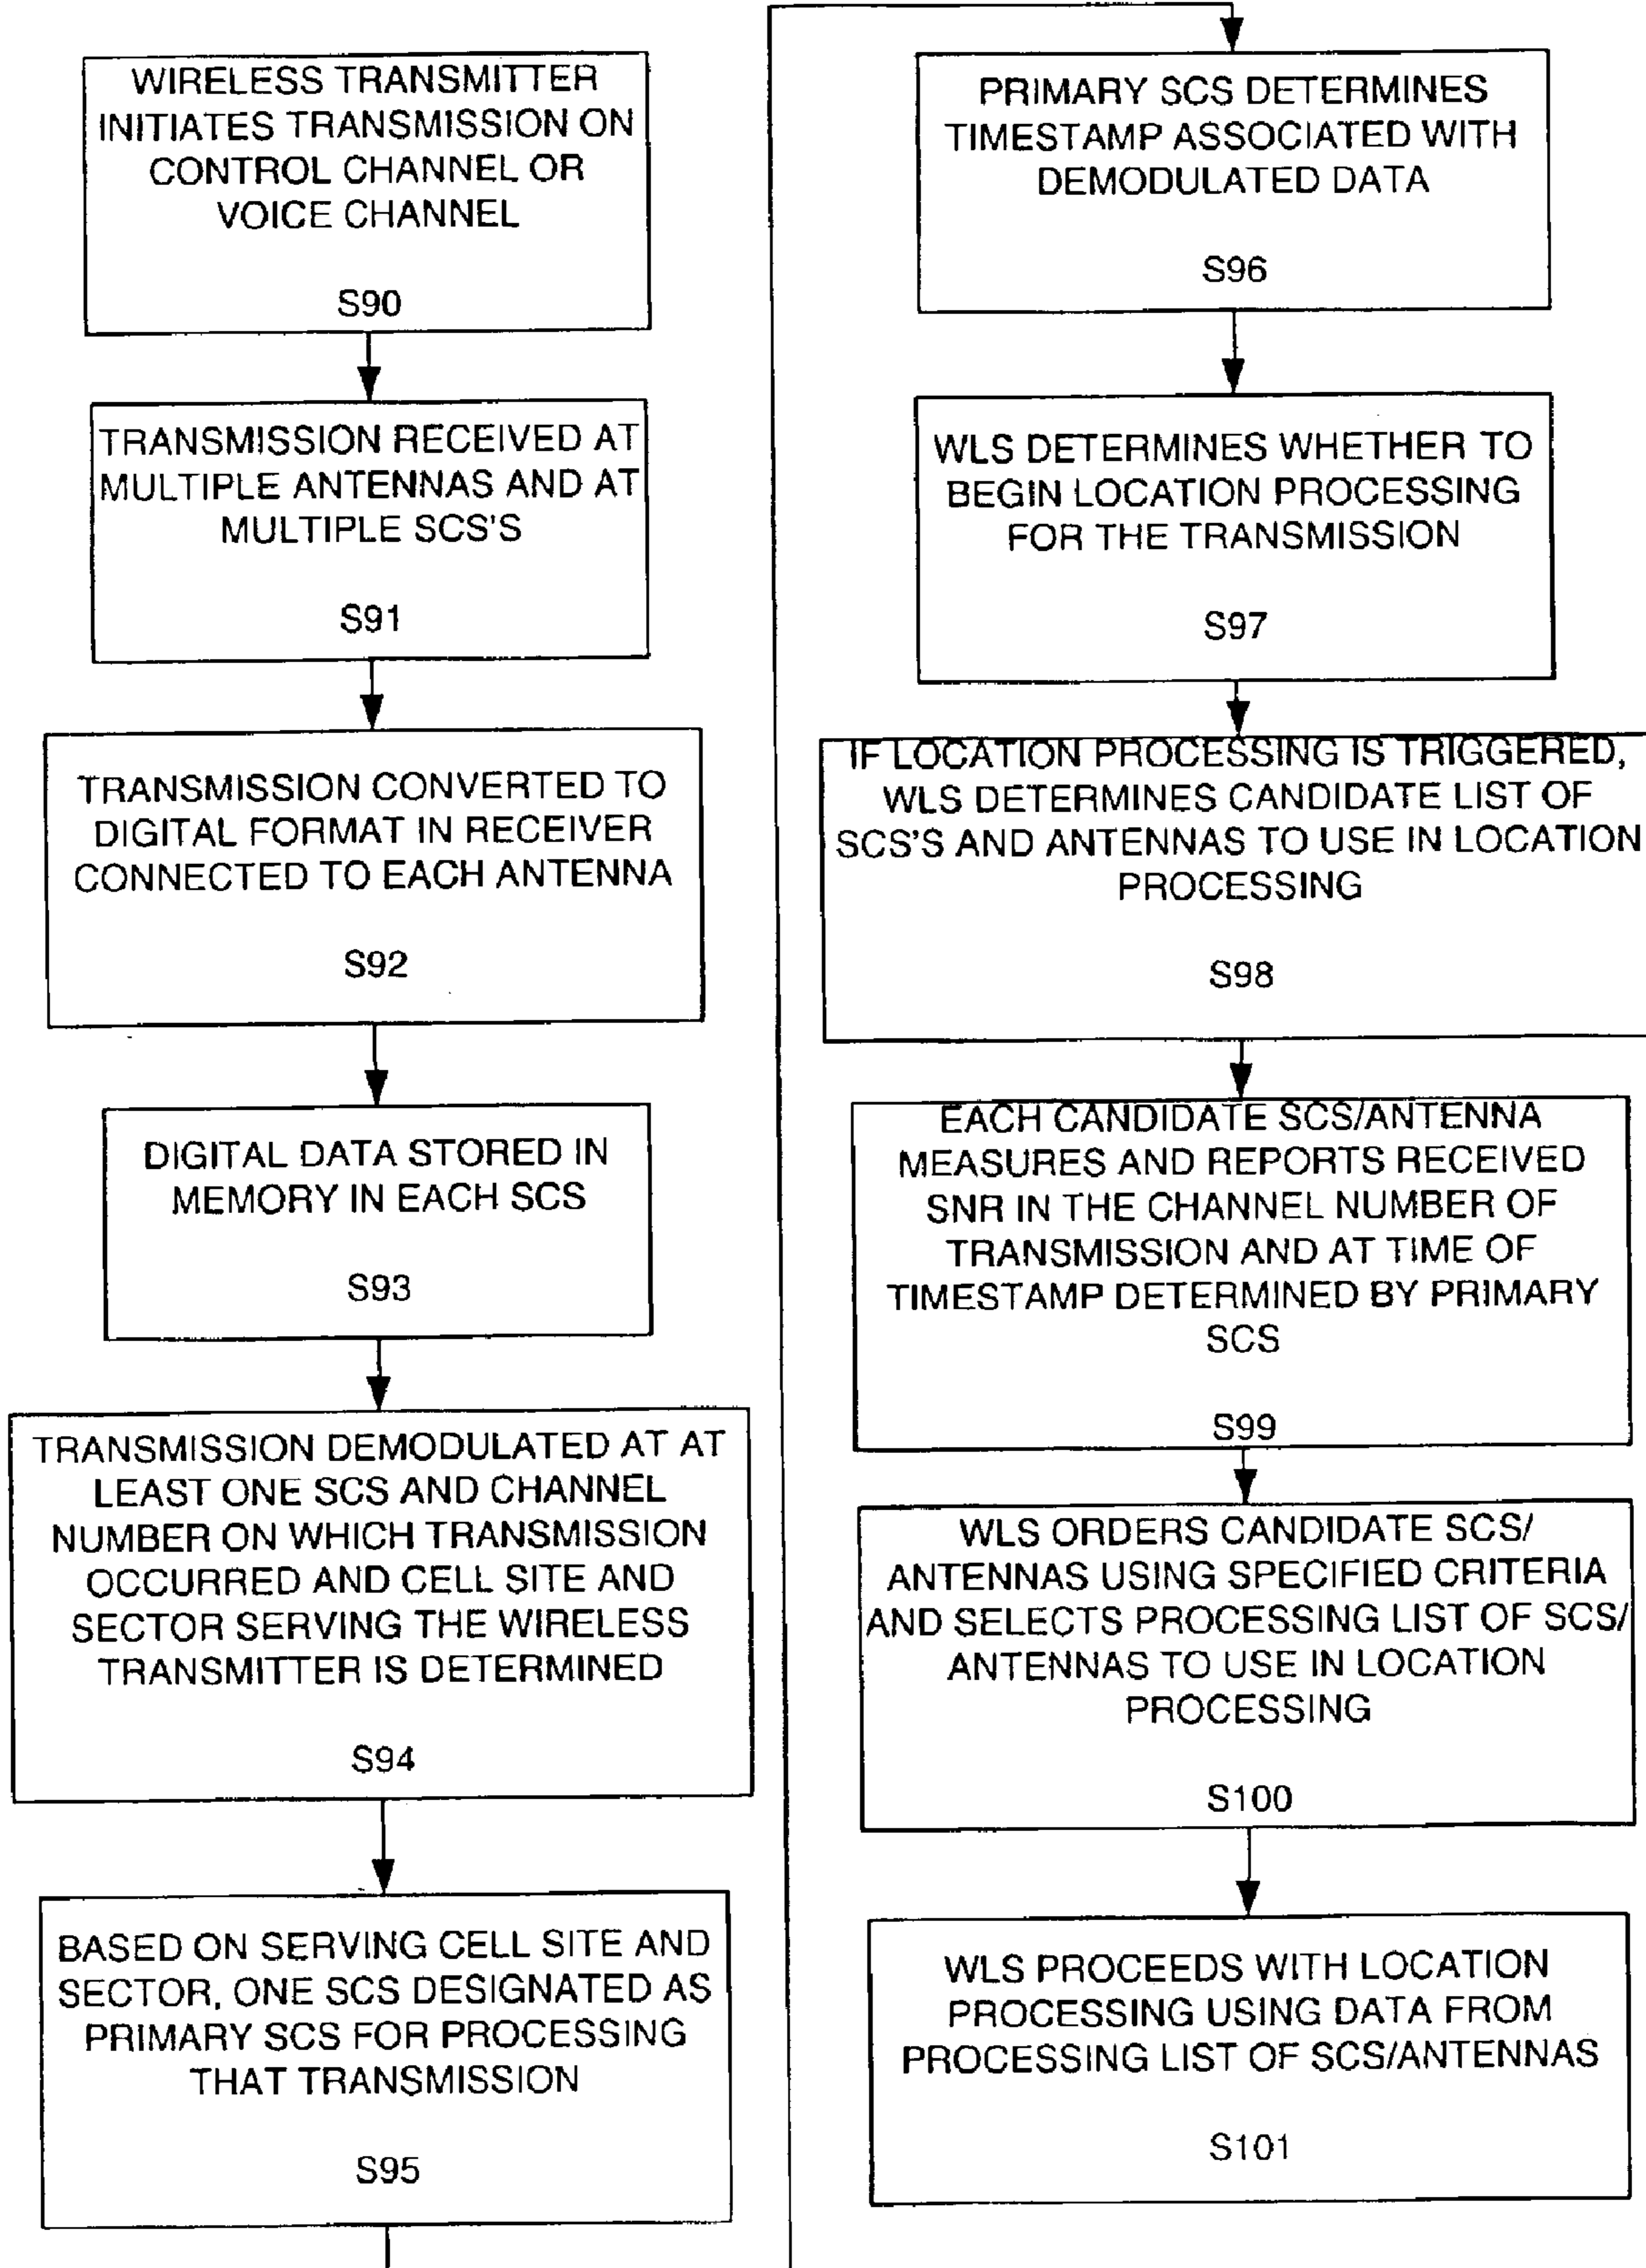 WIRELESS TRANSMITTER
INITIATES TRANSMISSION ON
CONTROL CHANNEL OR
VOICE CHANNEL
S90
TRANSMISSION RECEIVED AT
MULTIPLE ANTENNAS AND AT
MULTIPLE SCS'S
S91
TRANSMISSION CONVERTED TO
DIGITAL FORMAT IN RECEIVER
CONNECTED TO EACH ANTENNA
S92
DIGITAL DATA STORED IN
MEMORY IN EACH SCS
S93
TRANSMISSION DEMODULATED AT AT
LEAST ONE SCS AND CHANNEL
NUMBER ON WHICH TRANSMISSION
OCCURRED AND CELL SITE AND
SECTOR SERVING THE WIRELESS
TRANSMITTER IS DETERMINED
S94
BASED ON SERVING CELL SITE AND
SECTOR, ONE SCS DESIGNATED AS
PRIMARY SCS FOR PROCESSING
THAT TRANSMISSION
S95
PRIMARY SCS DETERMINES
TIMESTAMP ASSOCIATED WITH
DEMODULATED DATA
S96
WLS DETERMINES WHETHER TO
BEGIN LOCATION PROCESSING
FOR THE TRANSMISSION
S97
IF LOCATION PROCESSING IS TRIGGERED,
WLS DETERMINES CANDIDATE LIST OF
SCS'S AND ANTENNAS TO USE IN LOCATION
PROCESSING
S98
EACH CANDIDATE SCS/ANTENNA
MEASURES AND REPORTS RECEIVED
SNR IN THE CHANNEL NUMBER OF
TRANSMISSION AND AT TIME OF
TIMESTAMP DETERMINED BY PRIMARY
SCS
S99
WLS ORDERS CANDIDATE SCS/
ANTENNAS USING SPECIFIED CRITERIA
AND SELECTS PROCESSING LIST OF SCS/
ANTENNAS TO USE IN LOCATION
PROCESSING
S100
WLS PROCEEDS WITH LOCATION
PROCESSING USING DATA FROM
PROCESSING LIST OF SCS/ANTENNAS
S101